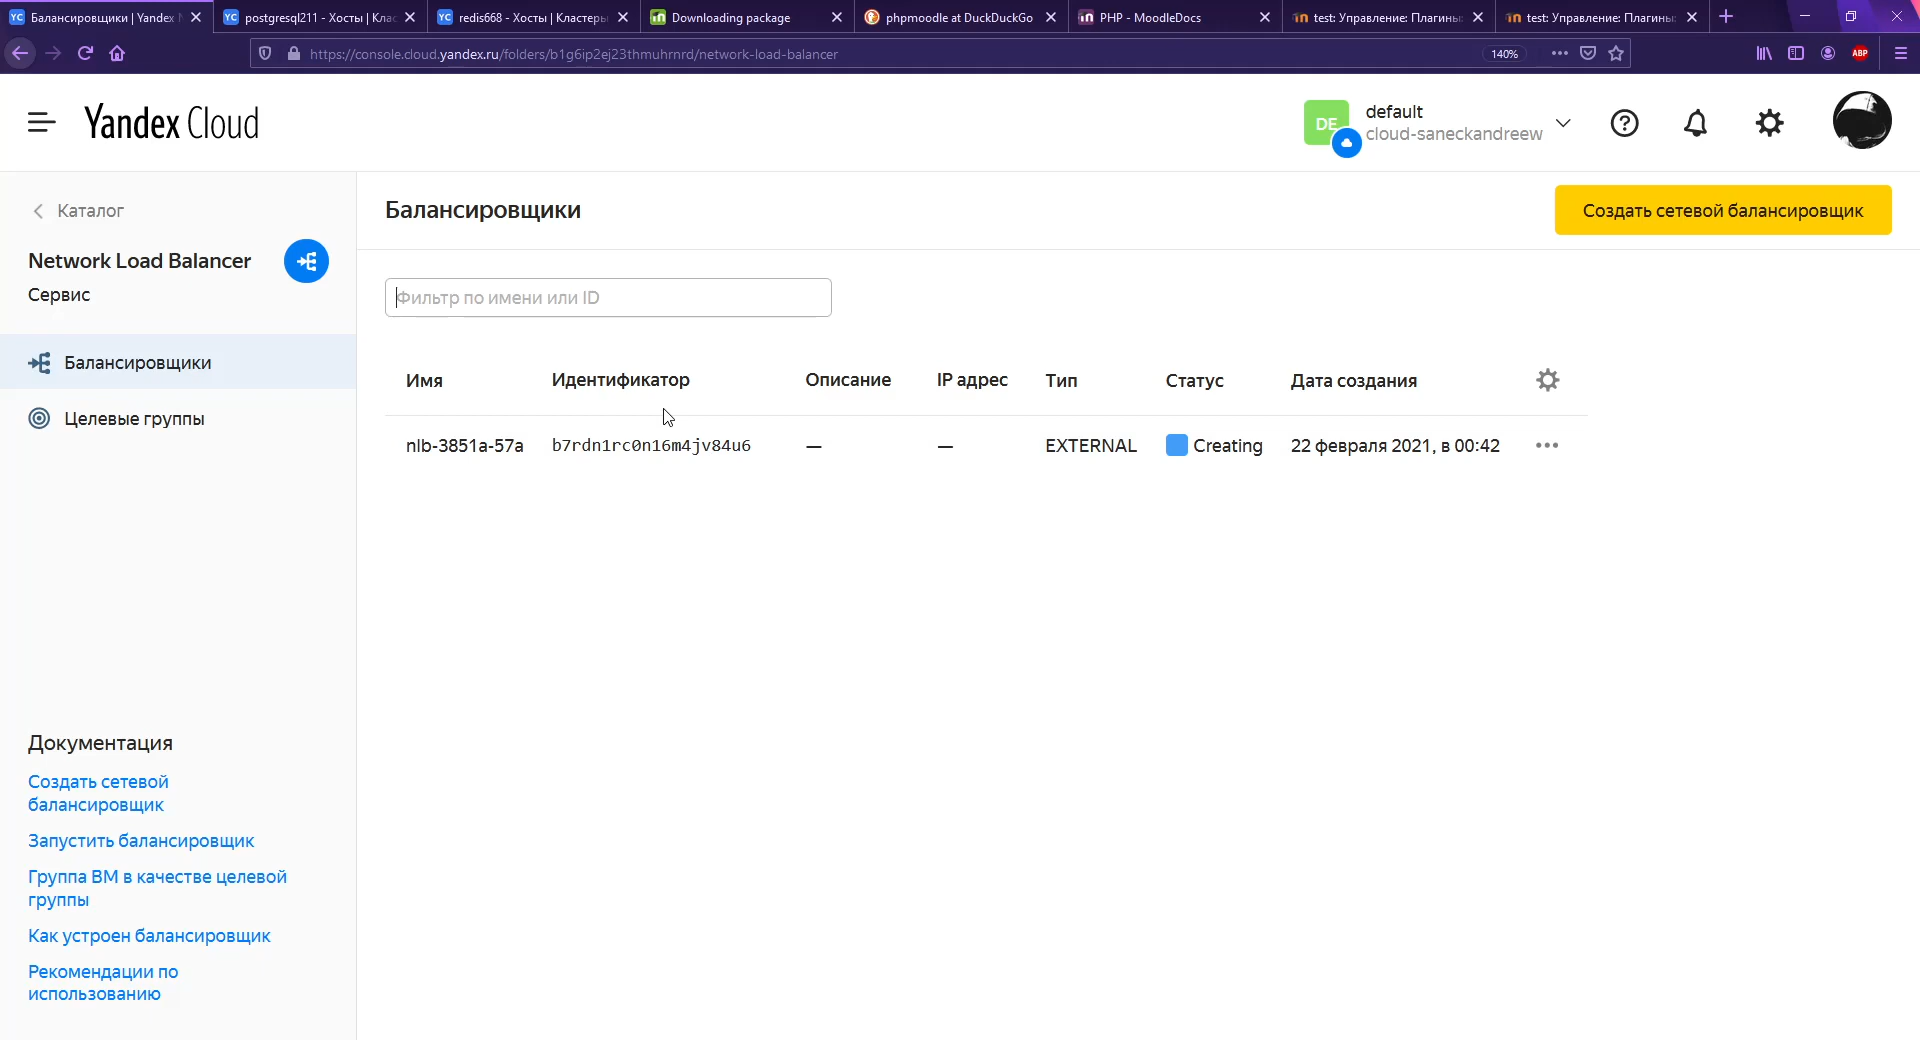 Балансировщики | Yandex
postgresql211 - Хосты | Клас
redis668 - Хосты | Кластеры
Downloading package
phpmoodle at DuckDuckGo
PHP - MoodleDocs
test: Управление: Плагины:
test: Управление: Плагины:
https://console.cloud.yandex.ru/folders/b1g6ip2ej23thmuhrnrd/network-load-balancer
140%
ABP
Yandex Cloud
DE
default
cloud-saneckandreew
Каталог
Network Load Balancer
Сервис
Балансировщики
Целевые группы
Документация
Создать сетевой
балансировщик
Запустить балансировщик
Группа ВМ в качестве целевой
группы
Как устроен балансировщик
Рекомендации по
использованию
Балансировщики
Создать сетевой балансировщик
Фильтр по имени или ID
Имя Идентификатор Описание IP адрес Тип Статус Дата создания
nlb-3851a-57a b7rdn1rc0n16m4jv84u6 — — EXTERNAL Creating 22 февраля 2021, в 00:42